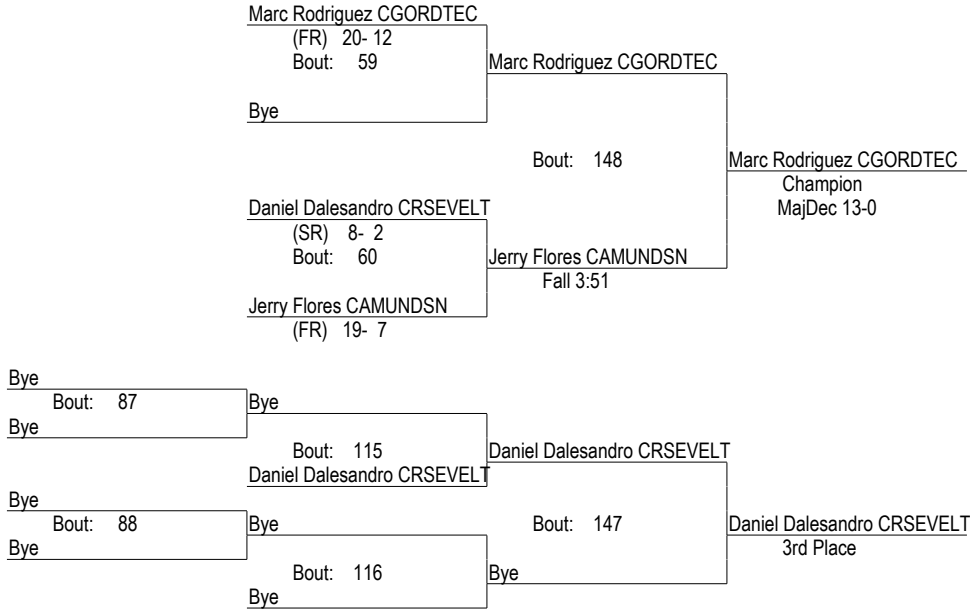 Marc Rodriguez CGORDTEC
(FR) 20- 12
Bout: 59
Marc Rodriguez CGORDTEC
Bye
Bout: 148
Marc Rodriguez CGORDTEC
Champion
MajDec 13-0
Daniel Dalesandro CRSEVELT
(SR) 8- 2
Bout: 60
Jerry Flores CAMUNDSN
Fall 3:51
Jerry Flores CAMUNDSN
(FR) 19- 7
Bye
Bout: 87
Bye
Bye
Bout: 115
Daniel Dalesandro CRSEVELT
Daniel Dalesandro CRSEVELT
Bye
Bout: 88
Bye
Bout: 147
Daniel Dalesandro CRSEVELT
Bye
3rd Place
Bout: 116
Bye
Bye